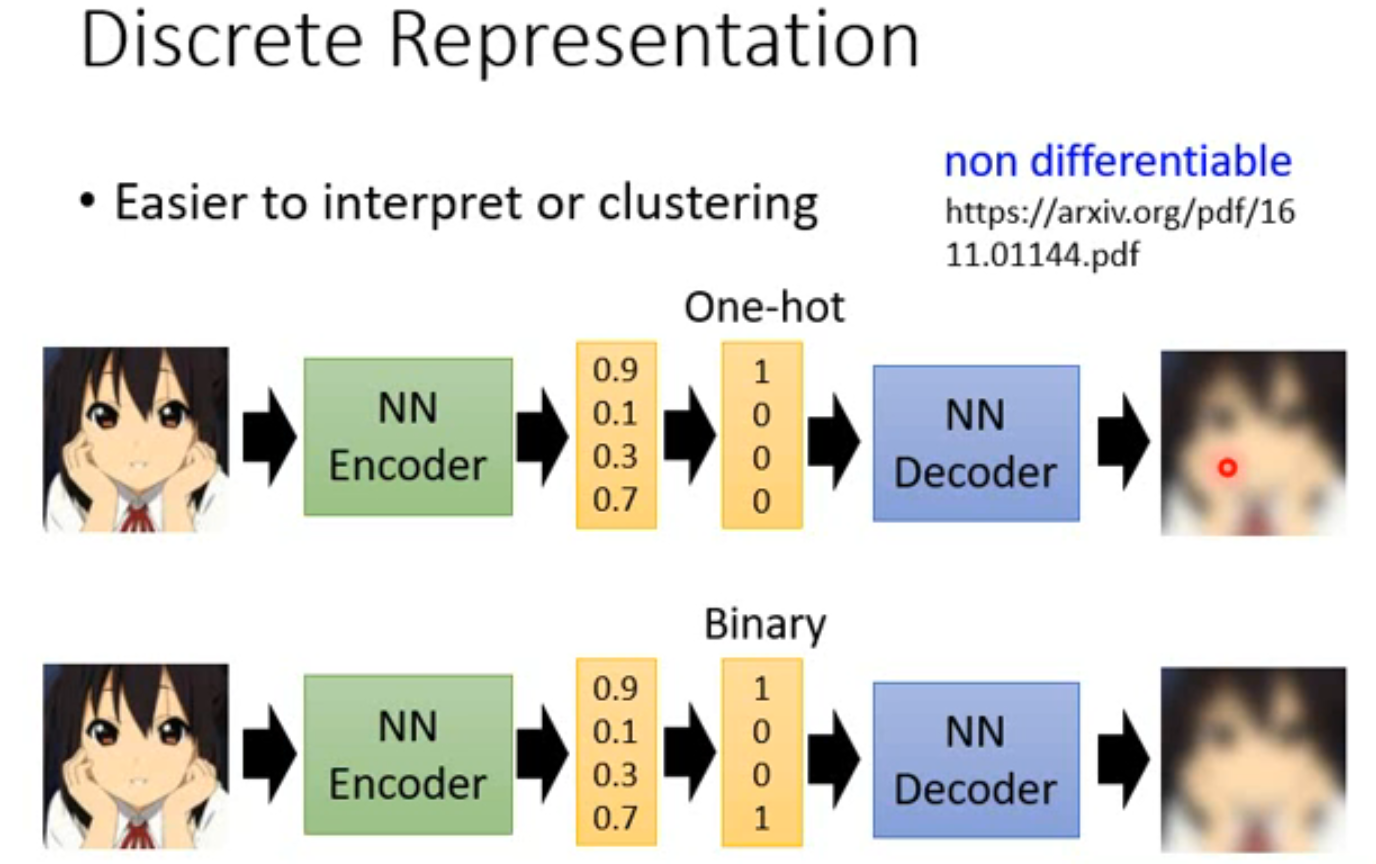 Discrete Representation
non differentiable
• Easier to interpret or clustering
https://arxiv.org/pdf/16
11.01144.pdf
One-hot
NN
Encoder
0.9
0.1
0.3
0.7
1
0
0
0
NN
Decoder
Binary
NN
Encoder
0.9
0.1
0.3
0.7
1
0
0
1
NN
Decoder